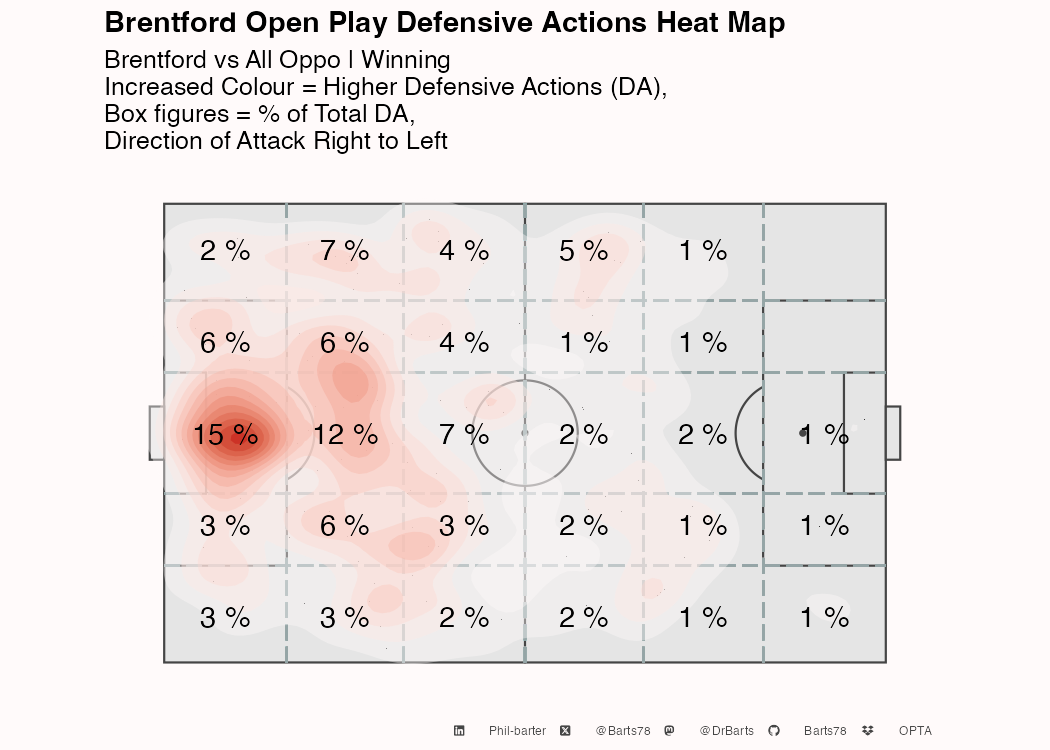 Brentford Open Play Defensive Actions Heat Map
Brentford vs All Oppo | Winning
Increased Colour = Higher Defensive Actions (DA),
Box figures = % of Total DA,
Direction of Attack Right to Left
2 % 7 % 4 % 5 % 1 %
6 % 6 % 4 % 1 % 1 %
15 % 12 % 7 % 2 % 2 % 1 %
3 % 6 % 3 % 2 % 1 % 1 %
3 % 3 % 2 % 2 % 1 % 1 %
Phil-barter @Barts78 @DrBarts Barts78 OPTA